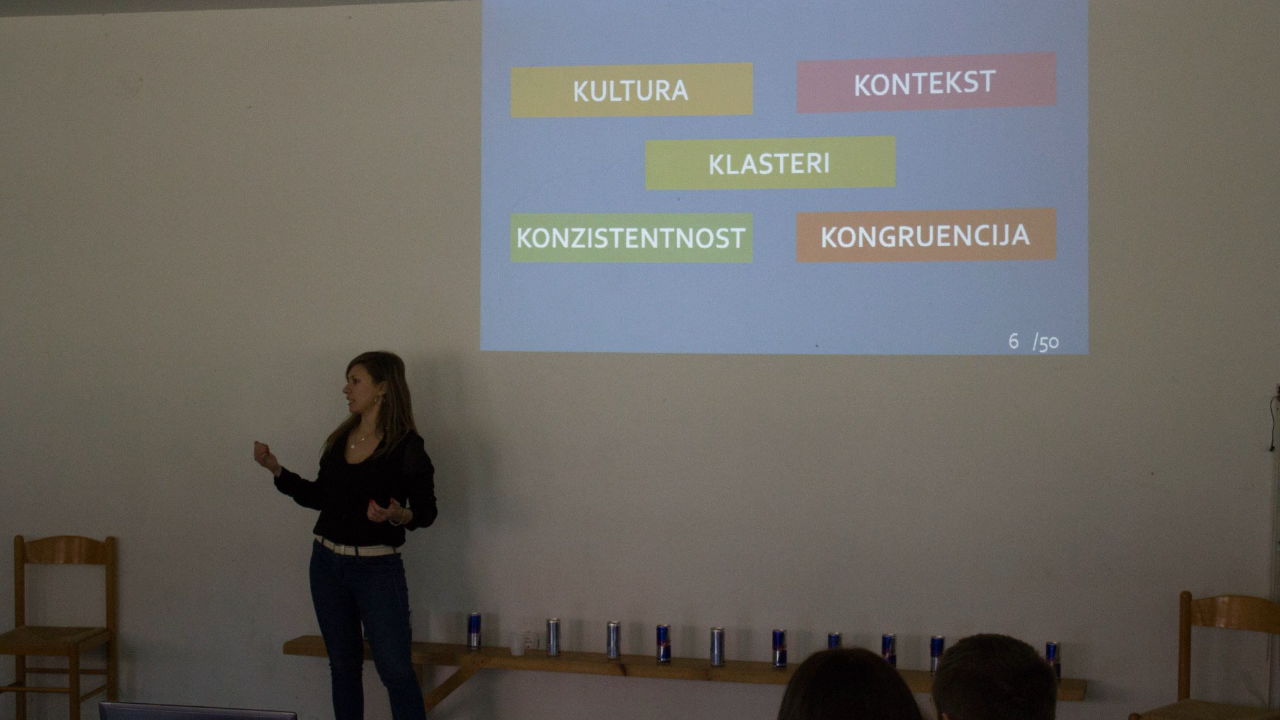 KULTURA
KONTEKST
KLASTERI
KONZISTENTNOST
KONGRUENCIJA
6 /50